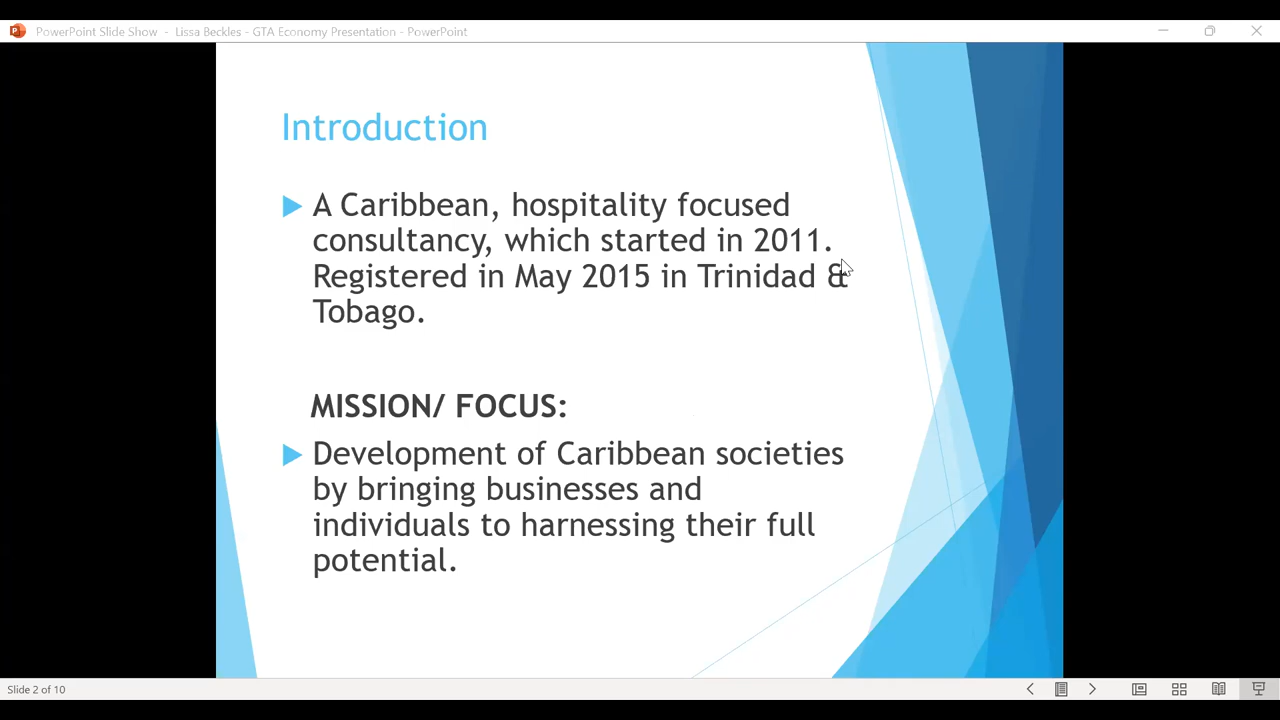 PowerPoint Slide Show - Lissa Beckles - GTA Economy Presentation - PowerPoint
Introduction
A Caribbean, hospitality focused
consultancy, which started in 2011.
Registered in May 2015 in Trinidad &
Tobago.
MISSION/ FOCUS:
Development of Caribbean societies
by bringing businesses and
individuals to harnessing their full
potential.
Slide 2 of 10